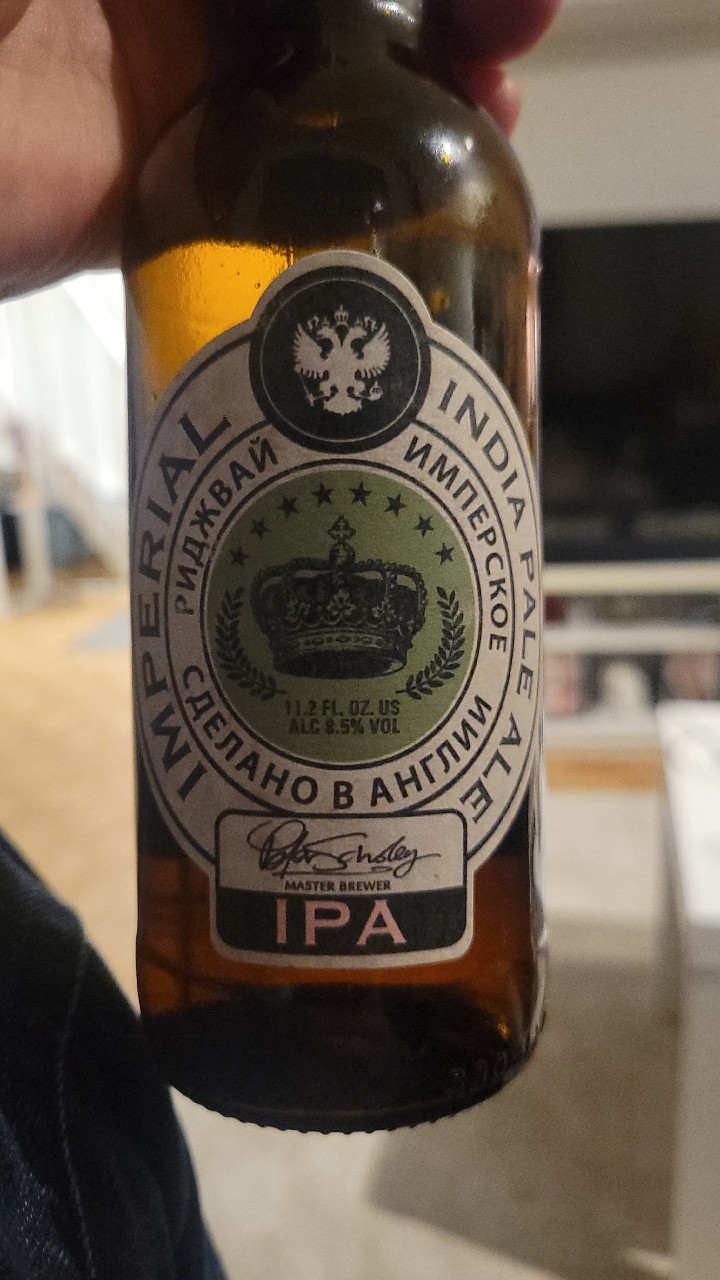 IMPERIAL INDIA PALE ALE
РИДЖВАЙ ИМПЕРСКОЕ
11.2 FL. OZ. US
ALC 8.5% VOL
СДЕЛАНО В АНГЛИИ
MASTER BREWER
IPA